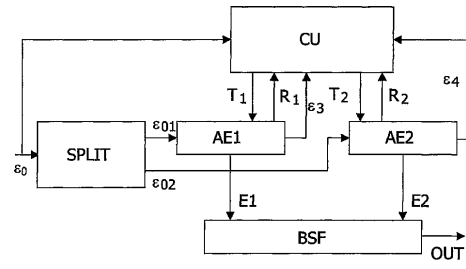 CU
ε4
T1 R1 ε3 T2 R2
ε01
AE1 AE2
SPLIT
ε0
ε02
E1 E2
BSF
OUT